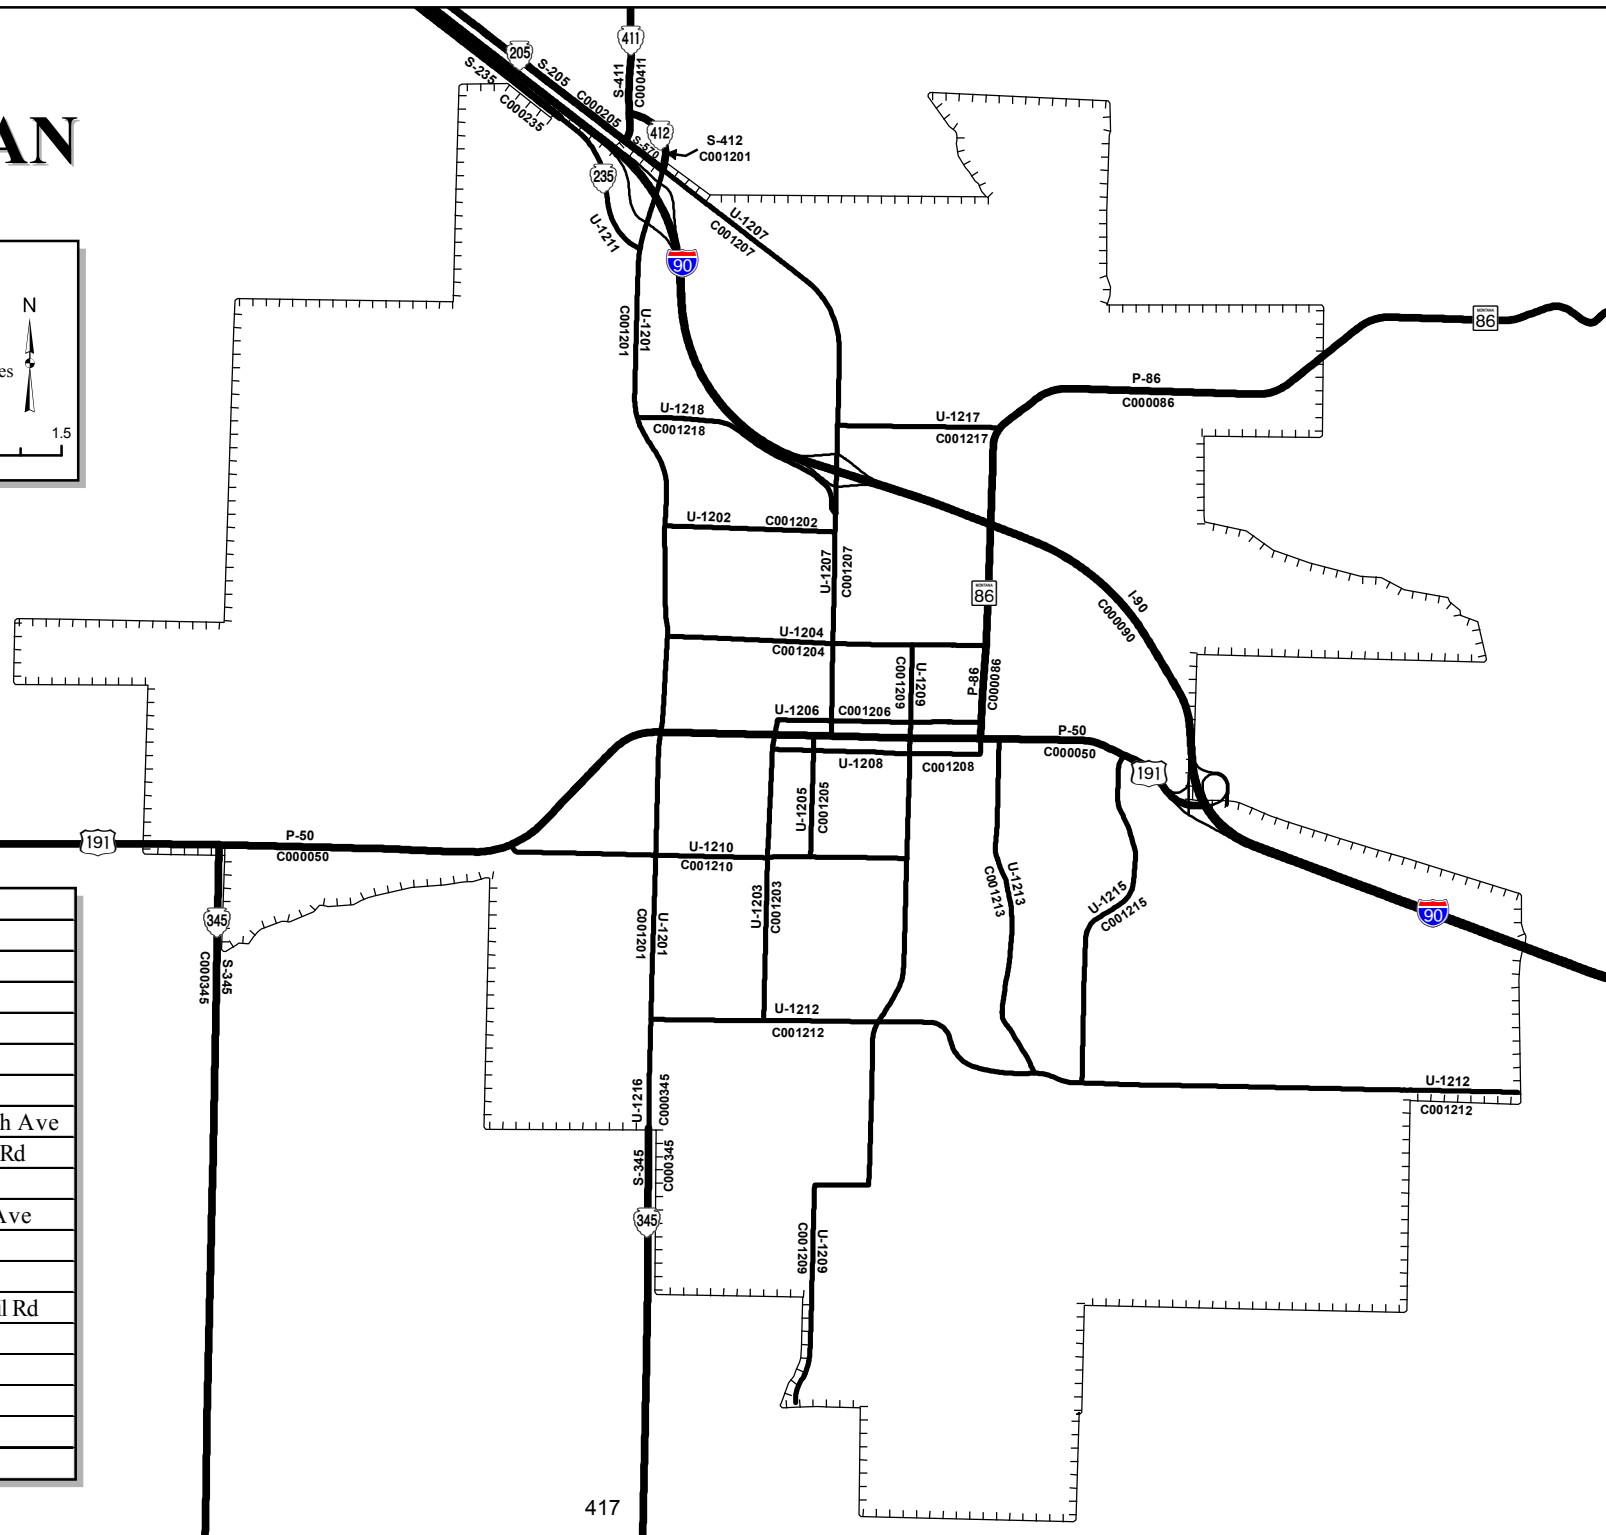 411
205
S-205
S-235
S-411
C000411
C000205
C000235
412
S-570
S-412
C001201
AN
235
U-1207
C001207
U-1211
90
N
MONTANA
86
U-1201
C001201
P-86
C000086
es
1.5
U-1218
C001218
U-1217
C001217
U-1202
C001202
U-1207
C001207
MONTANA
86
I-90
C000090
U-1204
C001204
U-1209
C001209
P-86
C000086
U-1206
C001206
P-50
C000050
U-1208
C001208
191
U-1205
C001205
191
P-50
C000050
U-1210
C001210
U-1203
C001203
U-1213
C001213
U-1215
C001215
90
345
U-1201
C001201
S-345
C000345
U-1212
C001212
U-1216
C000345
U-1212
C001212
h Ave
Rd
S-345
C000345
Ave
345
U-1209
C001209
il Rd
417